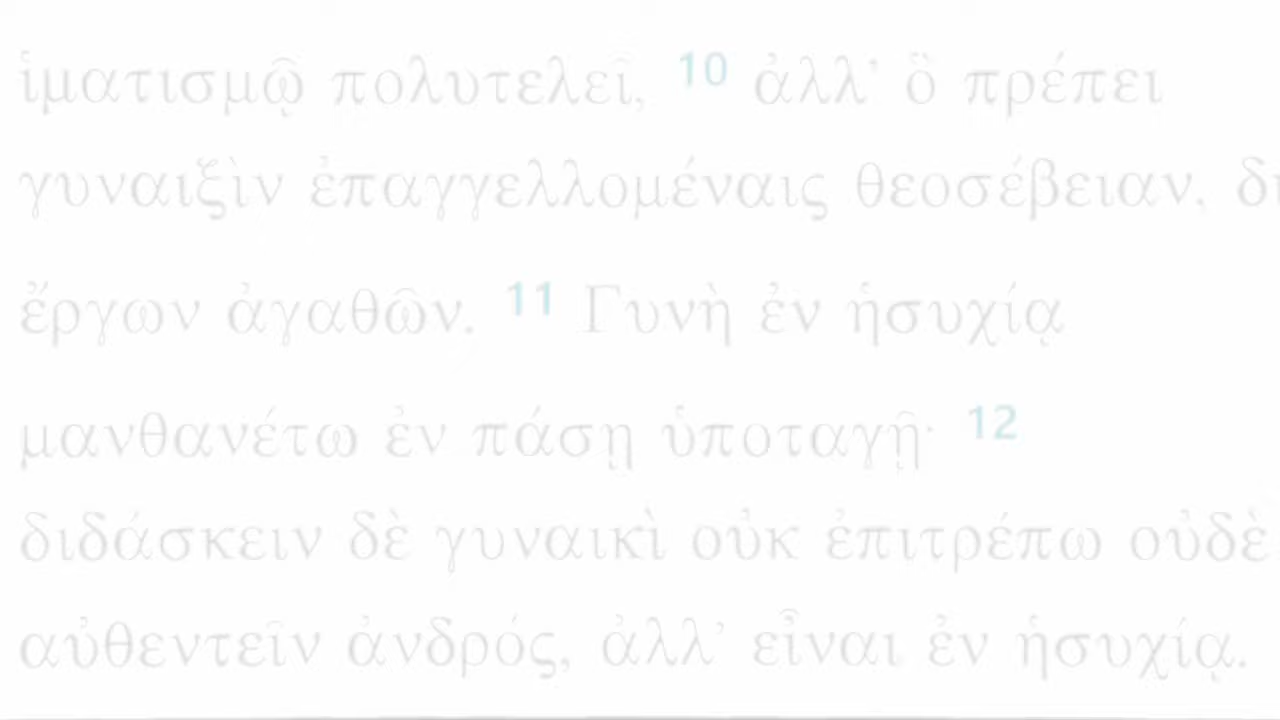 ἱματισμῷ πολυτελεῖ, 10 ἀλλ’ ὃ πρέπει
γυναιξὶν ἐπαγγελλομέναις θεοσέβειαν, δι
ἔργων ἀγαθῶν. 11 Γυνὴ ἐν ἡσυχίᾳ
μανθανέτω ἐν πάσῃ ὑποταγῇ· 12
διδάσκειν δὲ γυναικὶ οὐκ ἐπιτρέπω οὐδὲ
αὐθεντεῖν ἀνδρός, ἀλλ’ εἶναι ἐν ἡσυχίᾳ.